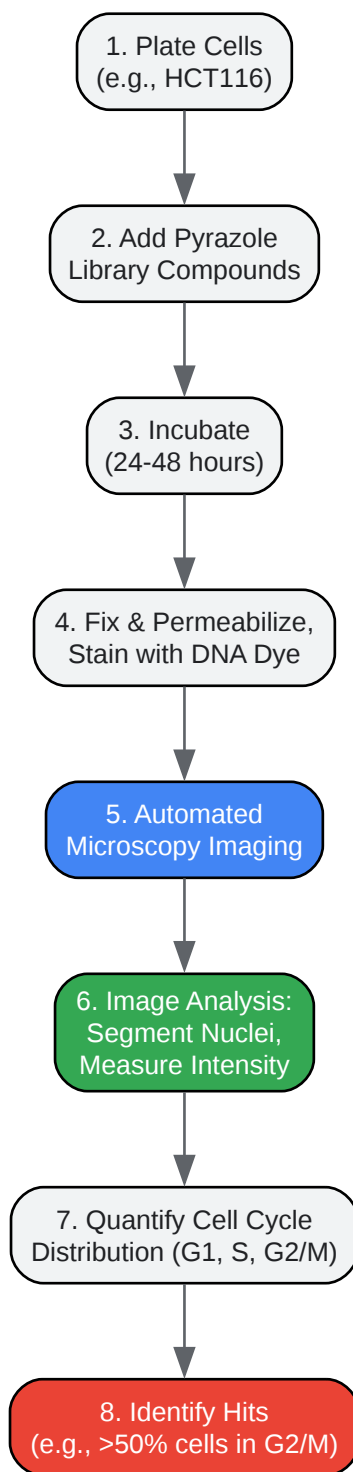 1. Plate Cells
(e.g., HCT116)
2. Add Pyrazole
Library Compounds
3. Incubate
(24-48 hours)
4. Fix & Permeabilize,
Stain with DNA Dye
5. Automated
Microscopy Imaging
6. Image Analysis:
Segment Nuclei,
Measure Intensity
7. Quantify Cell Cycle
Distribution (G1, S, G2/M)
8. Identify Hits
(e.g., >50% cells in G2/M)